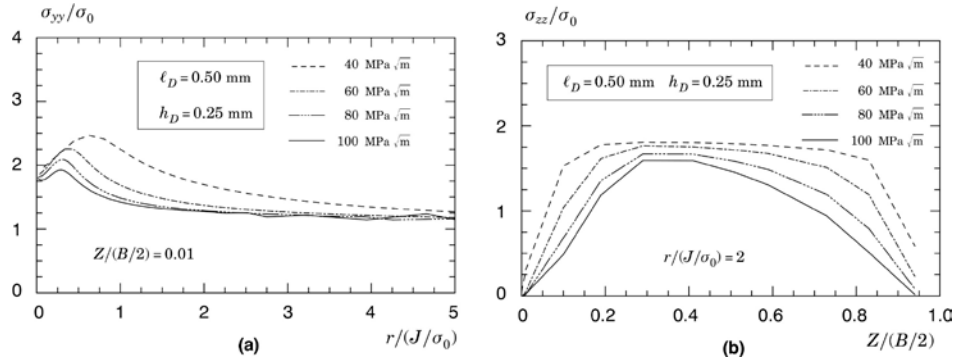 σyy/σ0
4
3
2
1
0
ℓD = 0.50 mm
hD = 0.25 mm
40 MPa √m
60 MPa √m
80 MPa √m
100 MPa √m
Z/(B/2) = 0.01
0 1 2 3 4 5
r/(J/σ0)
(a)
σzz/σ0
3
2
1
0
ℓD = 0.50 mm hD = 0.25 mm
40 MPa √m
60 MPa √m
80 MPa √m
100 MPa √m
r/(J/σ0) = 2
0 0.2 0.4 0.6 0.8 1.0
Z/(B/2)
(b)